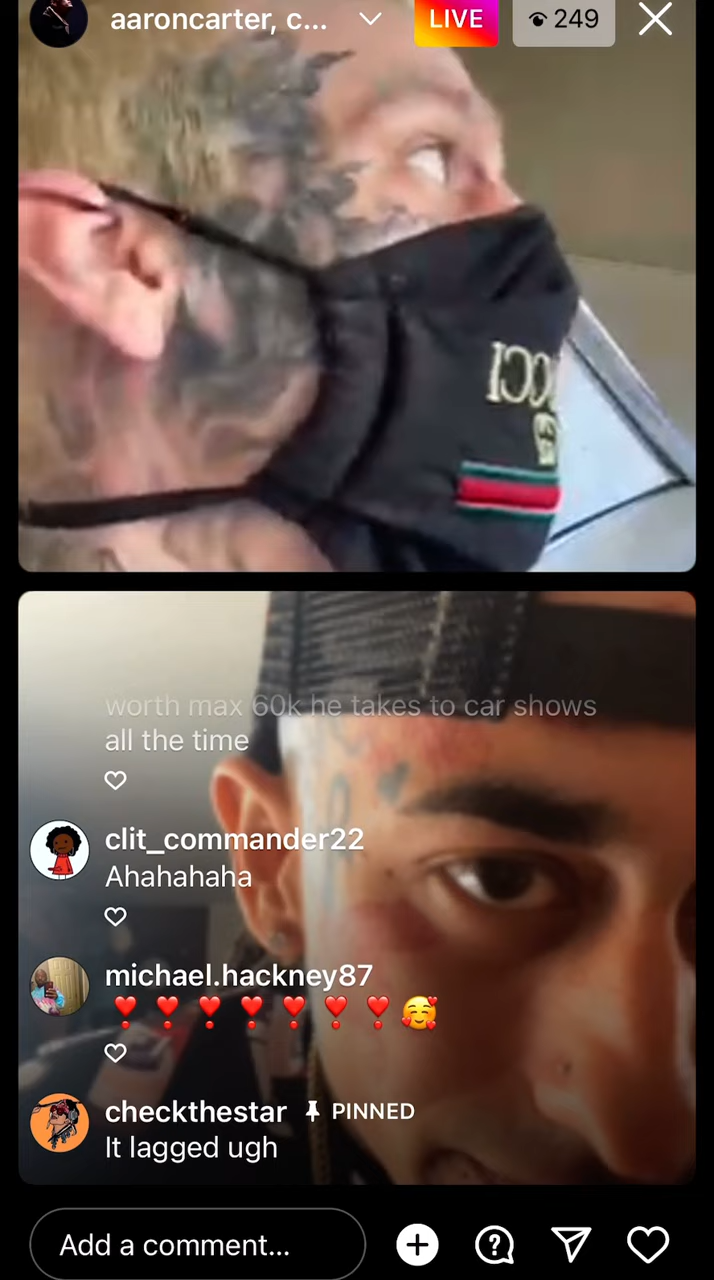 aaroncarter, c...
LIVE
249
worth max 60k he takes to car shows
all the time
clit_commander22
Ahahahaha
michael.hackney87
❣️❣️❣️❣️❣️❣️❣️🥰
checkthestar PINNED
It lagged ugh
Add a comment...